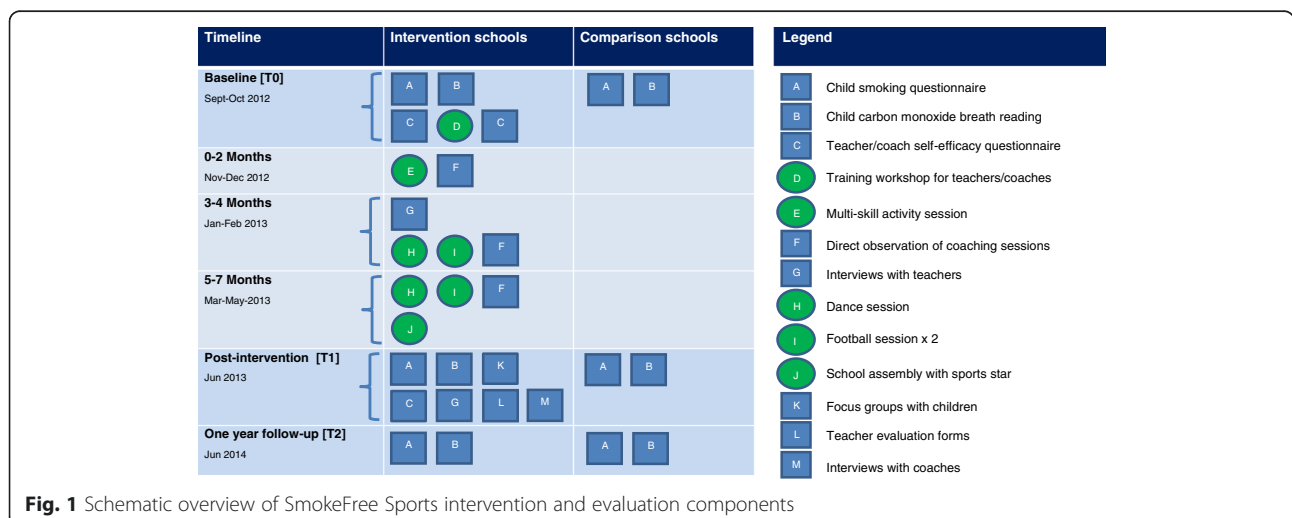 Timeline Intervention schools Comparison schools Legend
Baseline [T0]
Sept-Oct 2012
A B A B
C D C
0-2 Months
Nov-Dec 2012
E F
3-4 Months
Jan-Feb 2013
G
H I F
5-7 Months
Mar-May-2013
H I F
J
Post-intervention [T1]
Jun 2013
A B K A B
C G L M
One year follow-up [T2]
Jun 2014
A B A B
A Child smoking questionnaire
B Child carbon monoxide breath reading
C Teacher/coach self-efficacy questionnaire
D Training workshop for teachers/coaches
E Multi-skill activity session
F Direct observation of coaching sessions
G Interviews with teachers
H Dance session
I Football session x 2
J School assembly with sports star
K Focus groups with children
L Teacher evaluation forms
M Interviews with coaches
Fig. 1 Schematic overview of SmokeFree Sports intervention and evaluation components